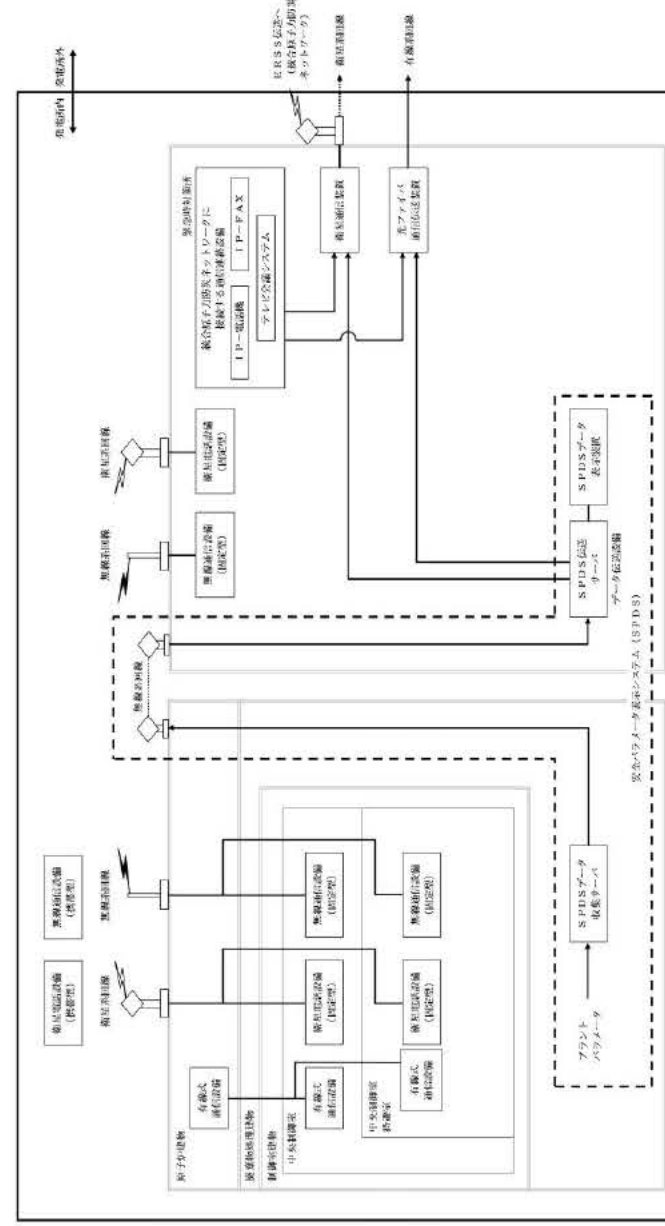 発電所内 発電所外
ERSS伝送へ
(統合原子力防災
ネットワーク)
衛星系回線
有線系回線
緊急時対策所
統合原子力防災ネットワークに
接続する通信連絡設備
IP-電話機
IP-FAX
テレビ会議システム
衛星通信装置
光ファイバ
通信伝送装置
衛星系回線
衛星電話設備
(固定型)
無線系回線
無線通信設備
(固定型)
無線系回線
SPDSデータ
表示装置
SPDS伝送
サーバ
データ伝送設備
安全パラメータ表示システム(SPDS)
無線通信設備
(携帯型)
無線系回線
衛星電話設備
(携帯型)
衛星系回線
無線通信設備
(固定型)
無線通信設備
(固定型)
衛星電話設備
(固定型)
衛星電話設備
(固定型)
有線式
通信設備
有線式
通信設備
有線式
通信設備
原子炉建物
廃棄物処理建物
制御室建物
中央制御室
中央制御室
待避室
SPDSデータ
収集サーバ
プラント
パラメータ